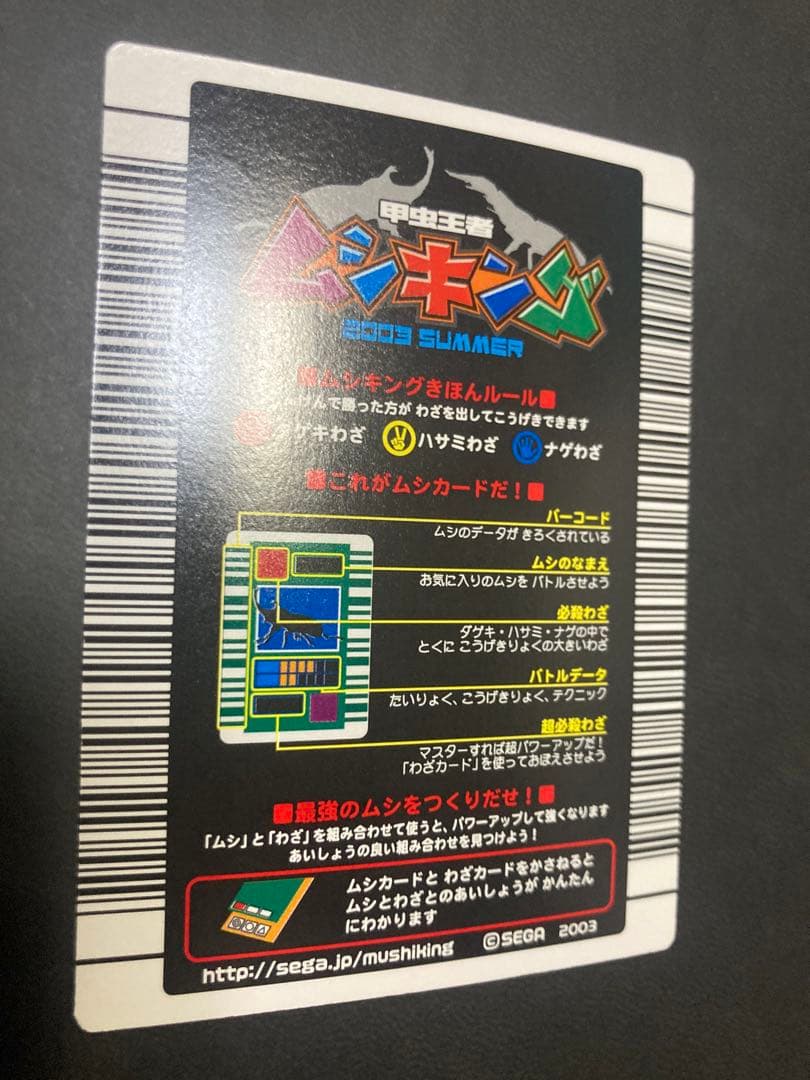 甲虫王者
ムシキング
2003 SUMMER
ムシキングきほんルール
けんで勝った方が わざを出してこうげきできます
ゲキわざ ハサミわざ ナゲわざ
これがムシカードだ!
バーコード
ムシのデータが きろくされている
ムシのなまえ
お気に入りのムシを バトルさせよう
必殺わざ
ダゲキ・ハサミ・ナゲの中で
とくに こうげきりょくの大きいわざ
バトルデータ
たいりょく、こうげきりょく、テクニック
超必殺わざ
マスターすれば超パワーアップだ!
「わざカード」を使っておぼえさせよう
最強のムシをつくりだせ!
「ムシ」と「わざ」を組み合わせて使うと、パワーアップして強くなります
あいしょうの良い組み合わせを見つけよう!
ムシカードと わざカードをかさねると
ムシとわざとのあいしょうが かんたん
にわかります
http://sega.jp/mushiking ©SEGA 2003